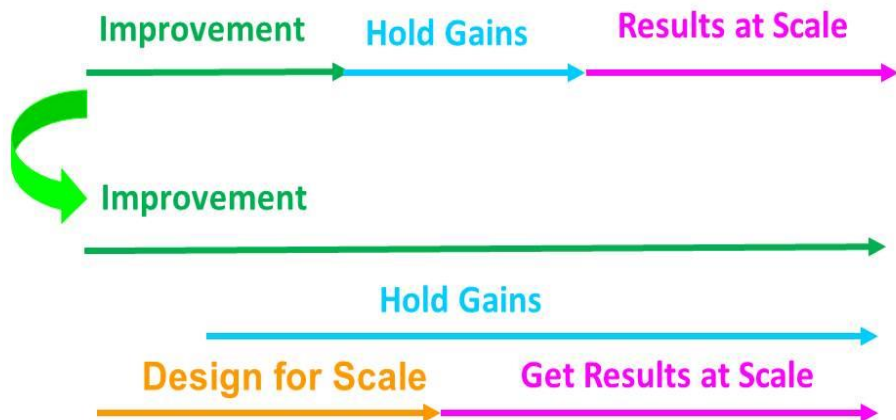 Improvement Hold Gains Results at Scale
Improvement
Hold Gains
Design for Scale Get Results at Scale